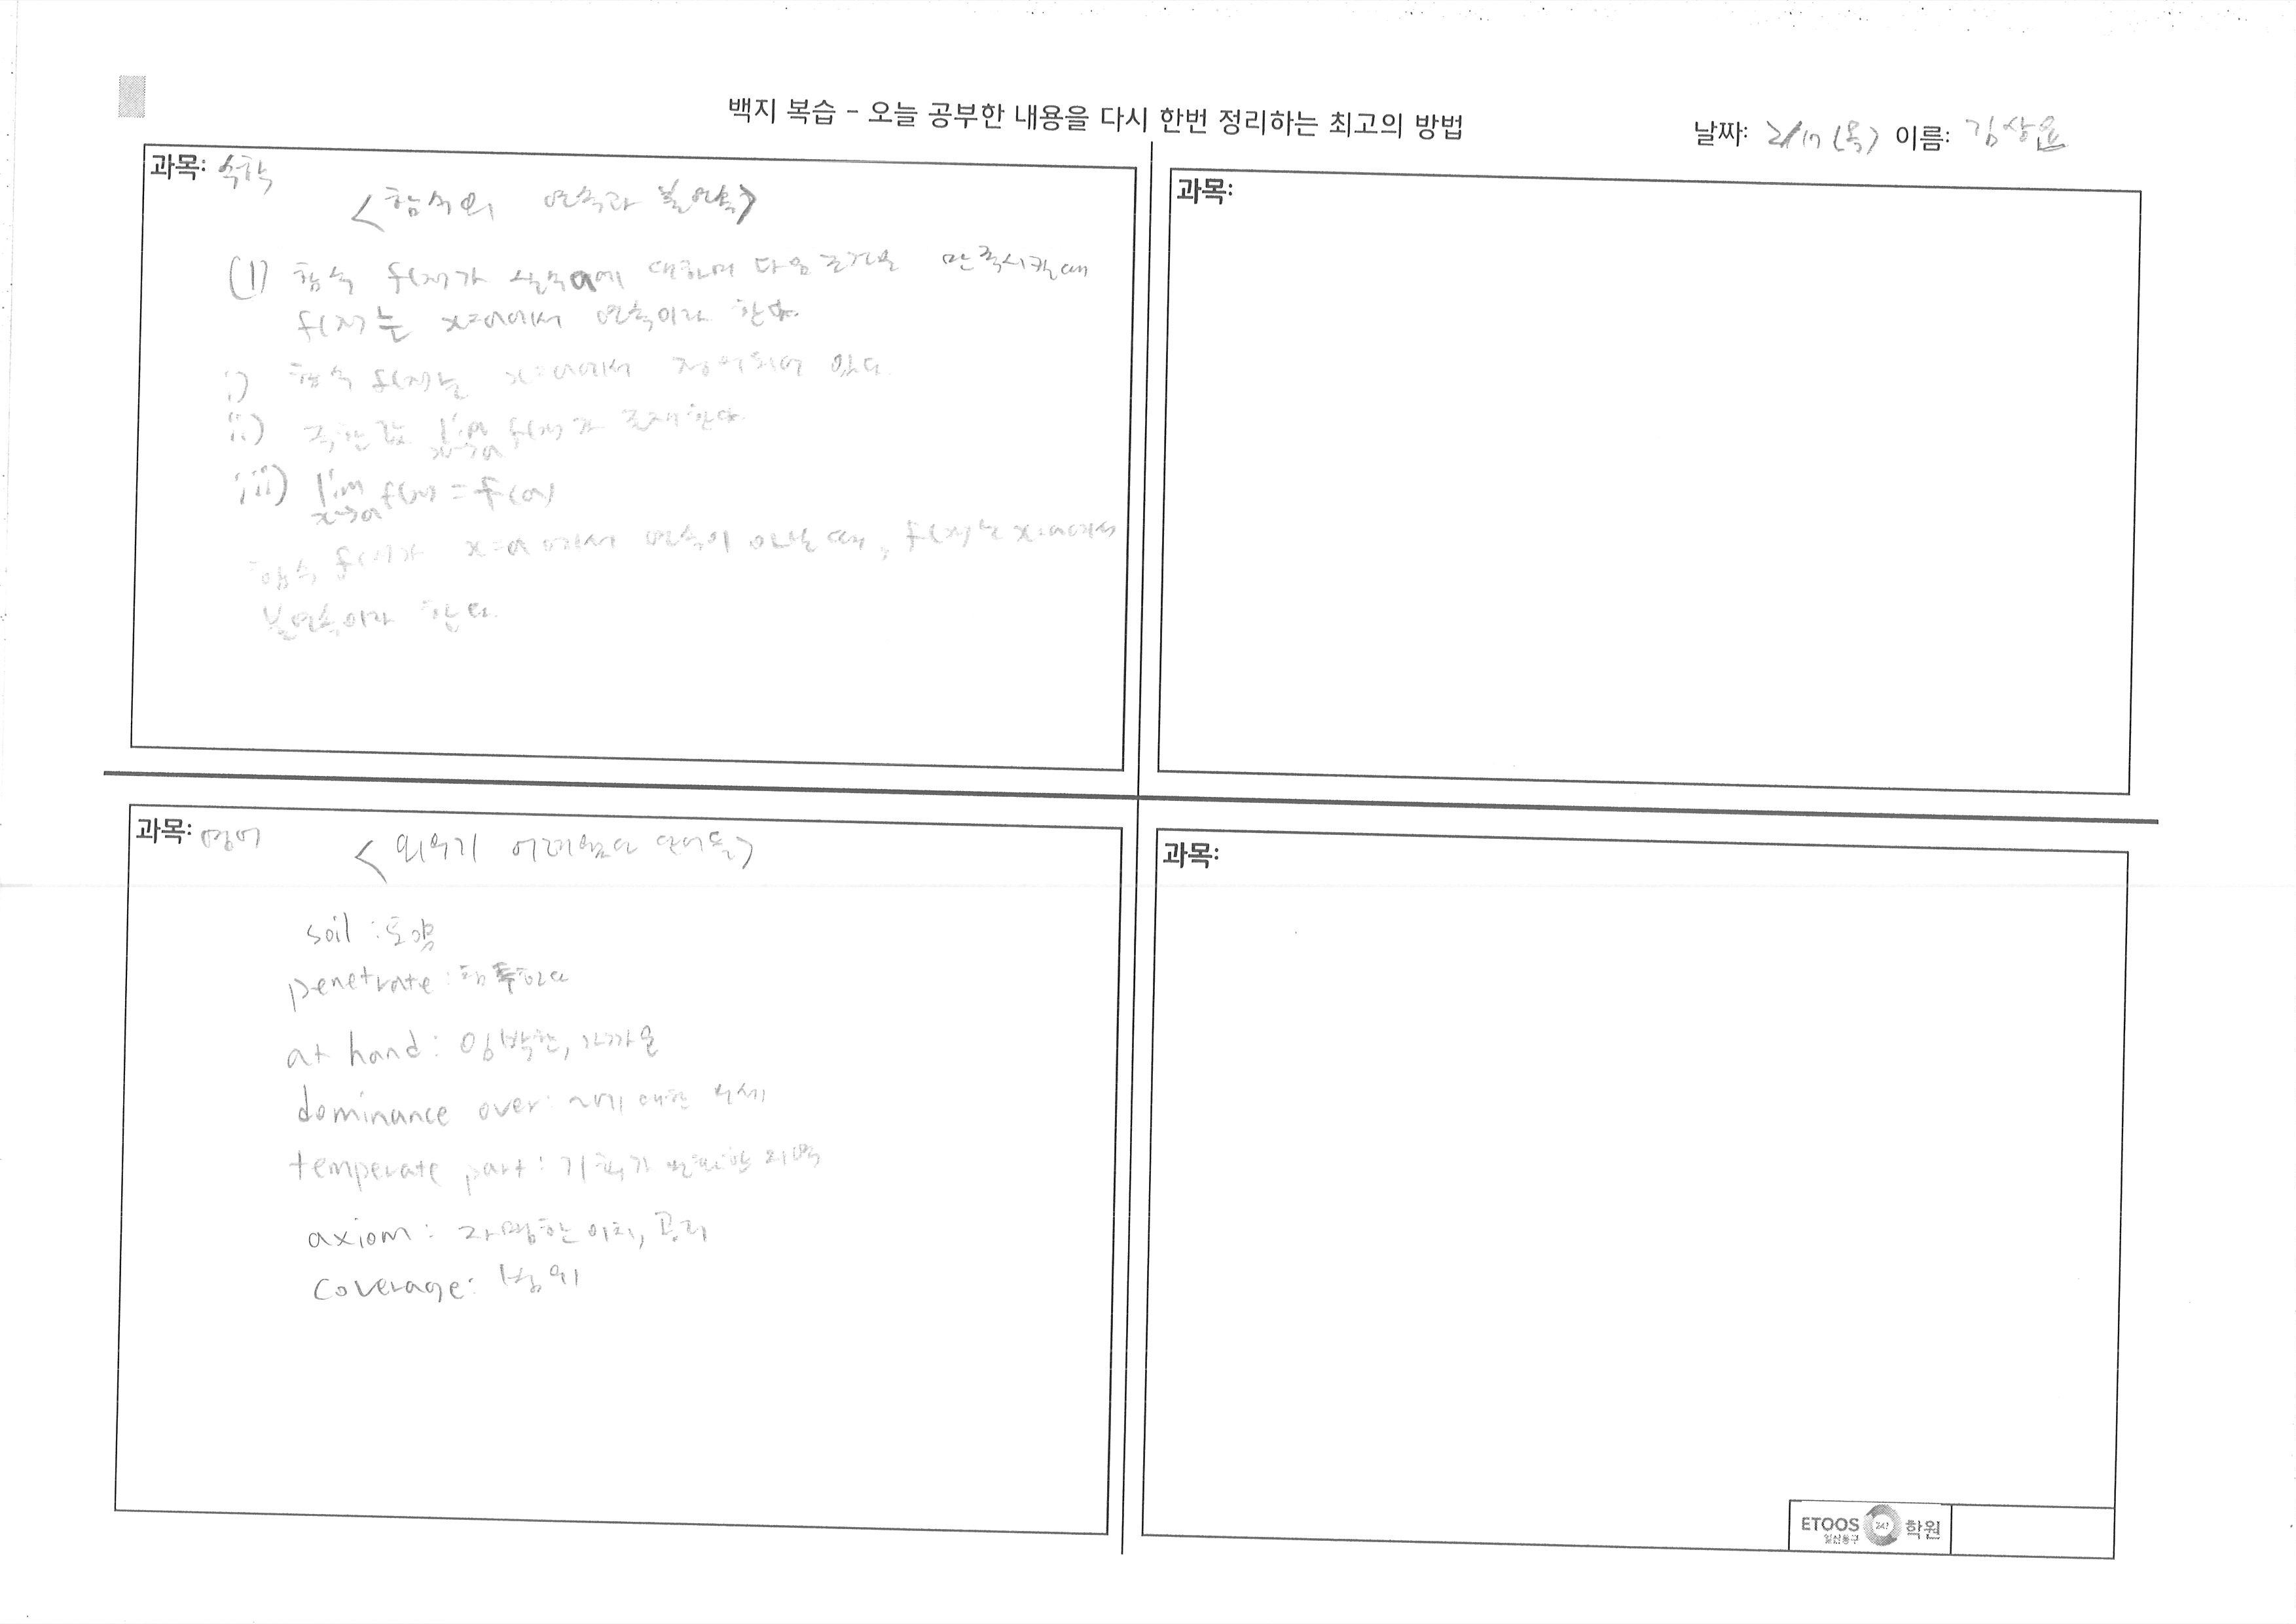 백지 복습 - 오늘 공부한 내용을 다시 한번 정리하는 최고의 방법
날짜: 2/17 (목) 이름: 김상윤
과목: 수학
<함수의 연속과 불연속>
(1) 함수 f(x)가 실수 a에 대하여 다음 조건을 만족시킬 때
f(x)는 x=a에서 연속이라 한다.
i) 함수 f(x)는 x=a에서 정의되어 있다
ii) 극한값 lim x→a f(x)가 존재한다.
iii) lim x→a f(x) = f(a)
함수 f(x)가 x=a에서 연속이 아닐 때, f(x)는 x=a에서
불연속이라 한다.
과목:
과목: 영어
<외우기 어려웠던 단어들>
soil : 토양
penetrate : 침투하다
at hand : 임박한, 가까운
dominance over : ~에 대한 우세
temperate part : 기후가 온화한 지역
axiom : 자명한 이치, 공리
coverage : 범위
과목:
ETOOS 247 학원
일산동구